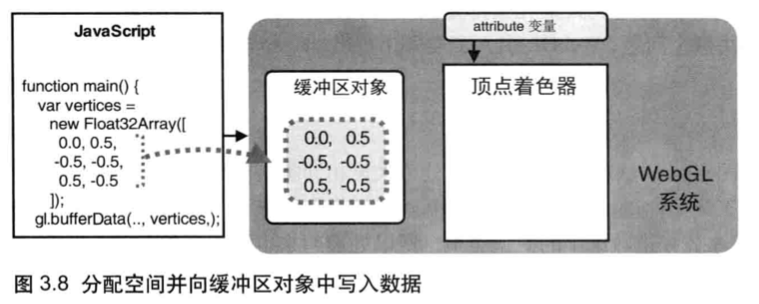 JavaScript
function main() {
var vertices =
new Float32Array([
0.0, 0.5,
-0.5, -0.5,
0.5, -0.5
]);
gl.bufferData(.., vertices,);
缓冲区对象
0.0, 0.5
-0.5, -0.5
0.5, -0.5
attribute 变量
顶点着色器
WebGL
系统
图 3.8 分配空间并向缓冲区对象中写入数据